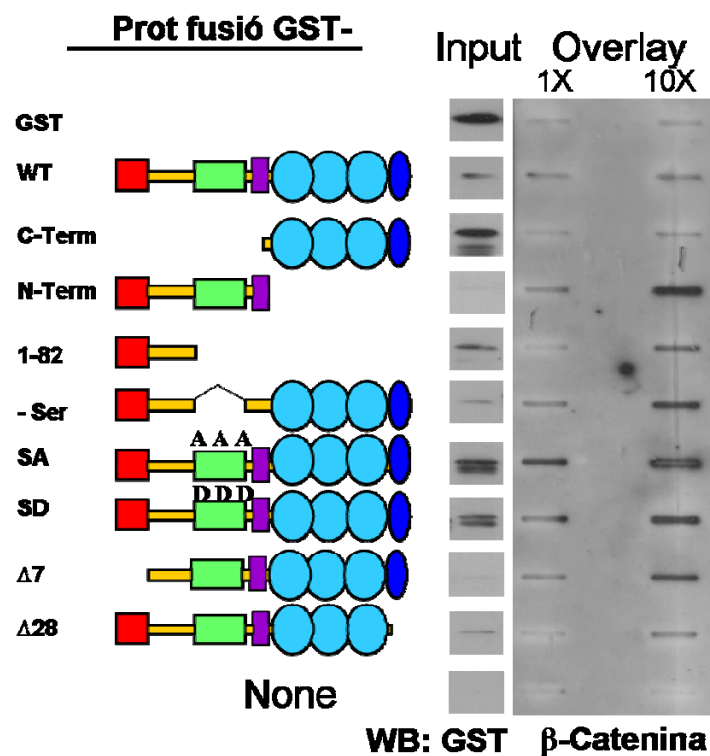 Prot fusió GST-
Input Overlay
1X 10X
GST
WT
C-Term
N-Term
1-82
- Ser
A A A
SA
D D D
SD
Δ7
Δ28
None
WB: GST β-Catenina